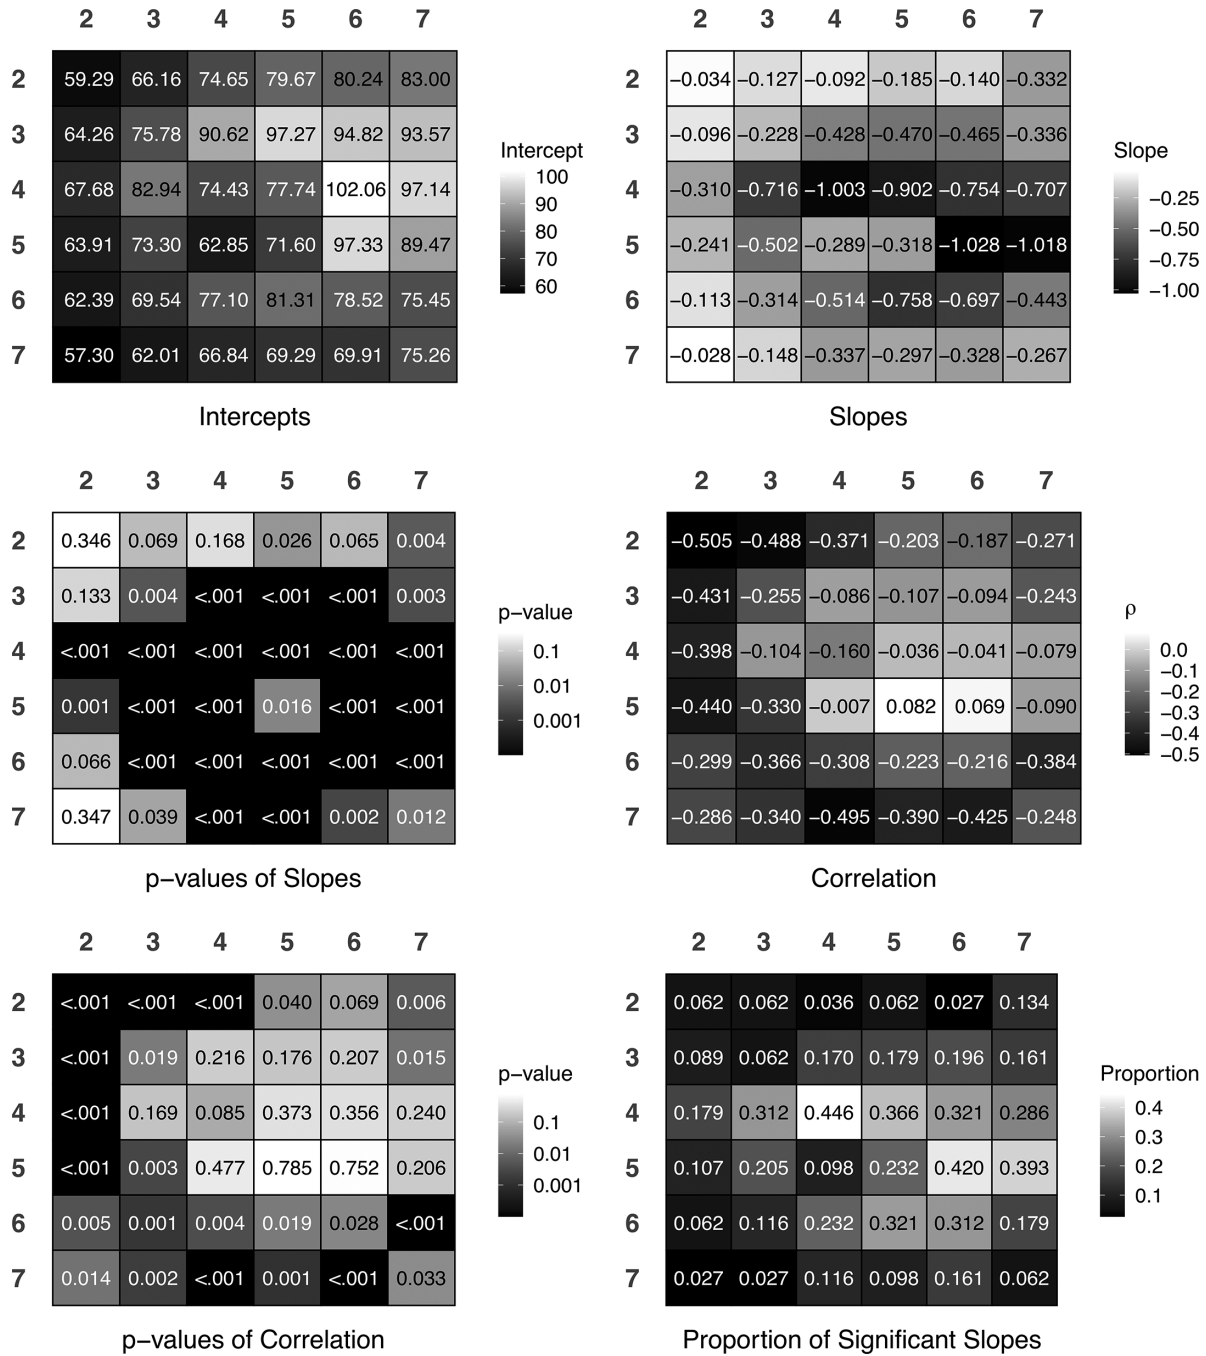 2 3 4 5 6 7
2 59.29 66.16 74.65 79.67 80.24 83.00
3 64.26 75.78 90.62 97.27 94.82 93.57
4 67.68 82.94 74.43 77.74 102.06 97.14
5 63.91 73.30 62.85 71.60 97.33 89.47
6 62.39 69.54 77.10 81.31 78.52 75.45
7 57.30 62.01 66.84 69.29 69.91 75.26
Intercept
100
90
80
70
60
Intercepts
2 3 4 5 6 7
2 −0.034 −0.127 −0.092 −0.185 −0.140 −0.332
3 −0.096 −0.228 −0.428 −0.470 −0.465 −0.336
4 −0.310 −0.716 −1.003 −0.902 −0.754 −0.707
5 −0.241 −0.502 −0.289 −0.318 −1.028 −1.018
6 −0.113 −0.314 −0.514 −0.758 −0.697 −0.443
7 −0.028 −0.148 −0.337 −0.297 −0.328 −0.267
Slope
−0.25
−0.50
−0.75
−1.00
Slopes
2 3 4 5 6 7
2 0.346 0.069 0.168 0.026 0.065 0.004
3 0.133 0.004 <.001 <.001 <.001 0.003
4 <.001 <.001 <.001 <.001 <.001 <.001
5 0.001 <.001 <.001 0.016 <.001 <.001
6 0.066 <.001 <.001 <.001 <.001 <.001
7 0.347 0.039 <.001 <.001 0.002 0.012
p−value
0.1
0.01
0.001
p−values of Slopes
2 3 4 5 6 7
2 −0.505 −0.488 −0.371 −0.203 −0.187 −0.271
3 −0.431 −0.255 −0.086 −0.107 −0.094 −0.243
4 −0.398 −0.104 −0.160 −0.036 −0.041 −0.079
5 −0.440 −0.330 −0.007 0.082 0.069 −0.090
6 −0.299 −0.366 −0.308 −0.223 −0.216 −0.384
7 −0.286 −0.340 −0.495 −0.390 −0.425 −0.248
ρ
0.0
−0.1
−0.2
−0.3
−0.4
−0.5
Correlation
2 3 4 5 6 7
2 <.001 <.001 <.001 0.040 0.069 0.006
3 <.001 0.019 0.216 0.176 0.207 0.015
4 <.001 0.169 0.085 0.373 0.356 0.240
5 <.001 0.003 0.477 0.785 0.752 0.206
6 0.005 0.001 0.004 0.019 0.028 <.001
7 0.014 0.002 <.001 0.001 <.001 0.033
p−value
0.1
0.01
0.001
p−values of Correlation
2 3 4 5 6 7
2 0.062 0.062 0.036 0.062 0.027 0.134
3 0.089 0.062 0.170 0.179 0.196 0.161
4 0.179 0.312 0.446 0.366 0.321 0.286
5 0.107 0.205 0.098 0.232 0.420 0.393
6 0.062 0.116 0.232 0.321 0.312 0.179
7 0.027 0.027 0.116 0.098 0.161 0.062
Proportion
0.4
0.3
0.2
0.1
Proportion of Significant Slopes